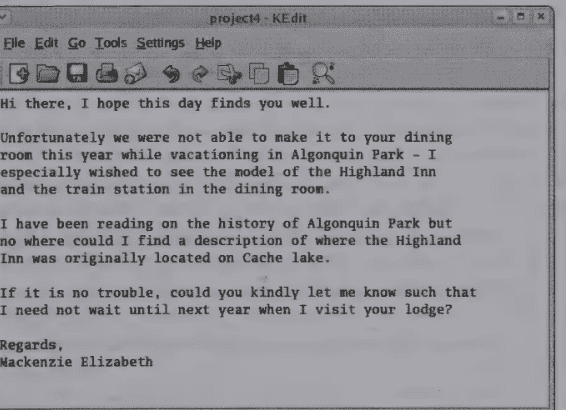 project4 - KEdit
File Edit Go Tools Settings Help
Hi there, I hope this day finds you well.
Unfortunately we were not able to make it to your dining
room this year while vacationing in Algonquin Park - I
especially wished to see the model of the Highland Inn
and the train station in the dining room.
I have been reading on the history of Algonquin Park but
no where could I find a description of where the Highland
Inn was originally located on Cache lake.
If it is no trouble, could you kindly let me know such that
I need not wait until next year when I visit your lodge?
Regards,
Mackenzie Elizabeth